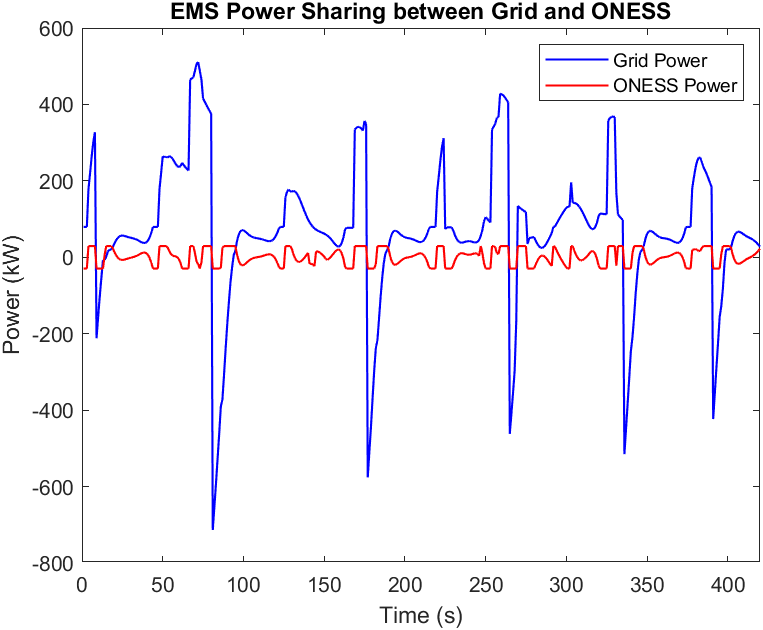 EMS Power Sharing between Grid and ONESS
600
400
200
0
-200
-400
-600
-800
Power (kW)
Grid Power
ONESS Power
0 50 100 150 200 250 300 350 400
Time (s)